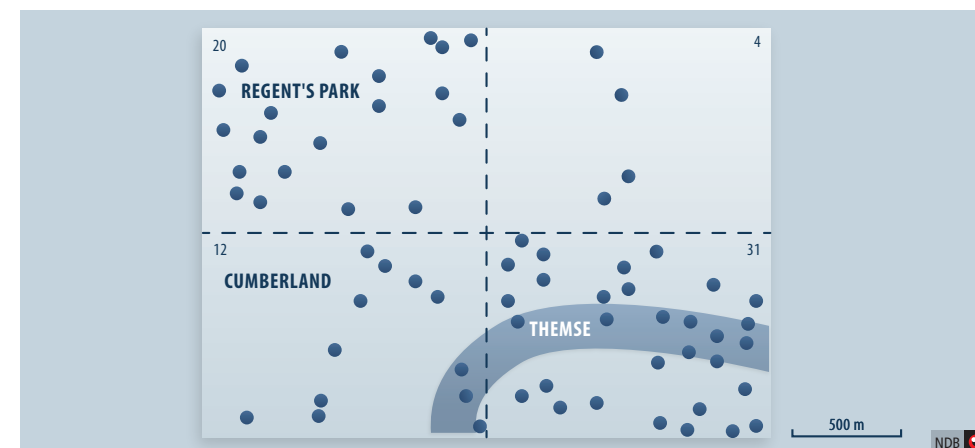 20
4
REGENT'S PARK
12
31
CUMBERLAND
THEMSE
500 m
NDB